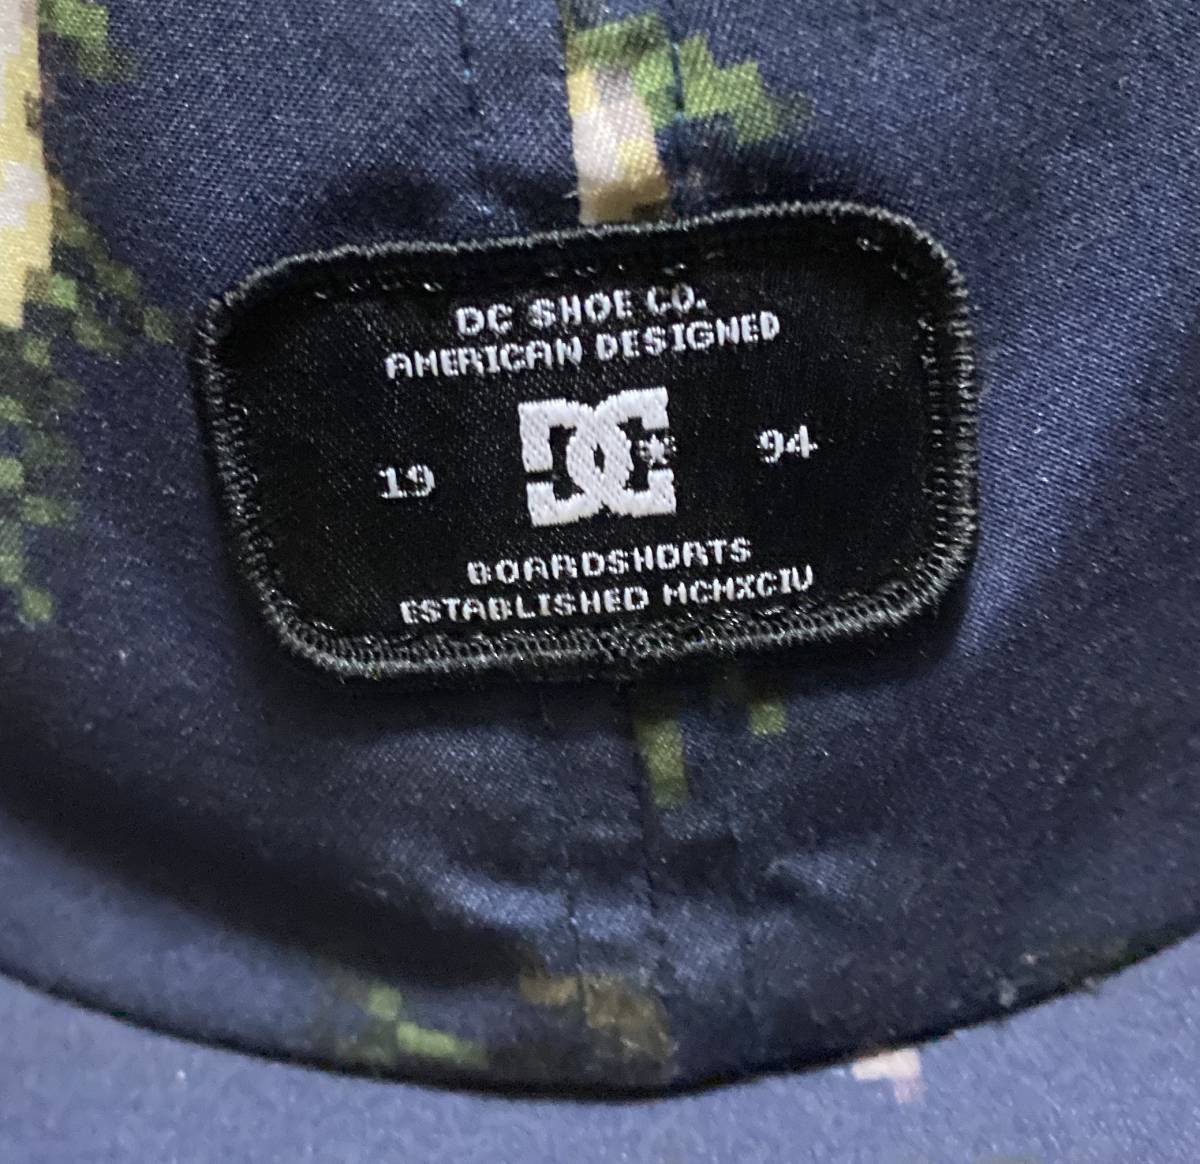 DC SHOE CO.
AMERICAN DESIGNED
DC
19 94
BOARDSHORTS
ESTABLISHED MCMXCIV